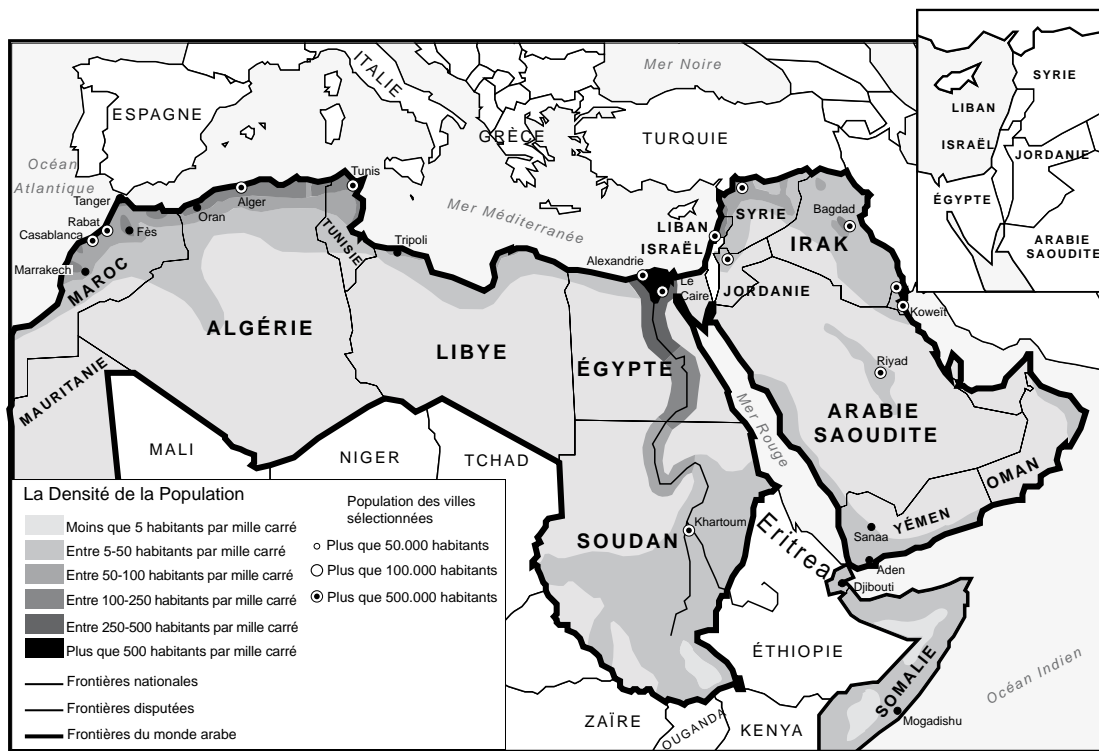 Mer Noire
ITALIE
ESPAGNE
GRÈCE
TURQUIE
Océan
Atlantique
Mer Méditerranée
Tanger
Rabat
Casablanca
Fès
Marrakech
MAROC
Oran
Alger
Tunis
TUNISIE
Tripoli
Alexandrie
Le
Caire
LIBAN
ISRAËL
SYRIE
JORDANIE
Bagdad
IRAK
Koweït
ALGÉRIE
LIBYE
ÉGYPTE
Riyad
ARABIE
SAOUDITE
Mer Rouge
MAURITANIE
MALI
NIGER
TCHAD
SOUDAN
Khartoum
Eritrea
OMAN
YÉMEN
Sanaa
Aden
Djibouti
ÉTHIOPIE
SOMALIE
Mogadishu
Océan Indien
ZAÏRE
OUGANDA
KENYA
SYRIE
LIBAN
ISRAËL
JORDANIE
ÉGYPTE
ARABIE
SAOUDITE
La Densité de la Population
Moins que 5 habitants par mille carré
Entre 5-50 habitants par mille carré
Entre 50-100 habitants par mille carré
Entre 100-250 habitants par mille carré
Entre 250-500 habitants par mille carré
Plus que 500 habitants par mille carré
Frontières nationales
Frontières disputées
Frontières du monde arabe
Population des villes
sélectionnées
Plus que 50.000 habitants
Plus que 100.000 habitants
Plus que 500.000 habitants